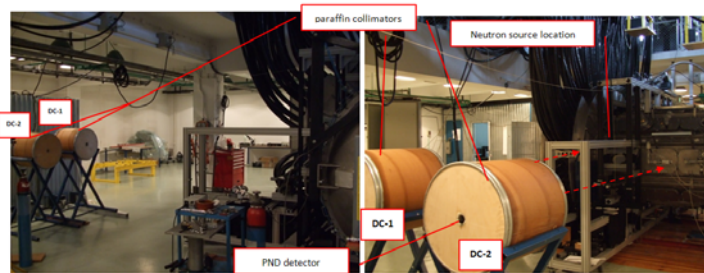 paraffin collimators
Neutron source location
DC-1
DC-2
DC-1
DC-2
PND detector